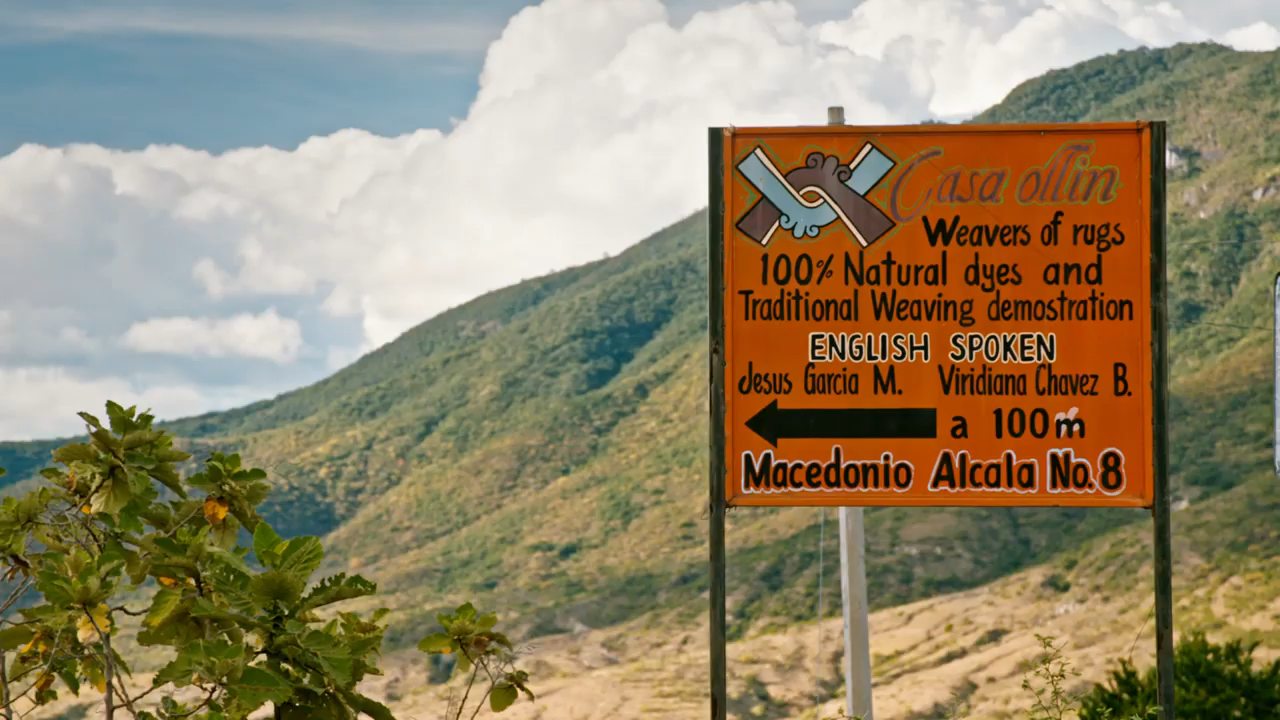 Casa ollin
Weavers of rugs
100% Natural dyes and
Traditional Weaving demostration
ENGLISH SPOKEN
Jesus Garcia M. Viridiana Chavez B.
a 100m
Macedonio Alcala No.8